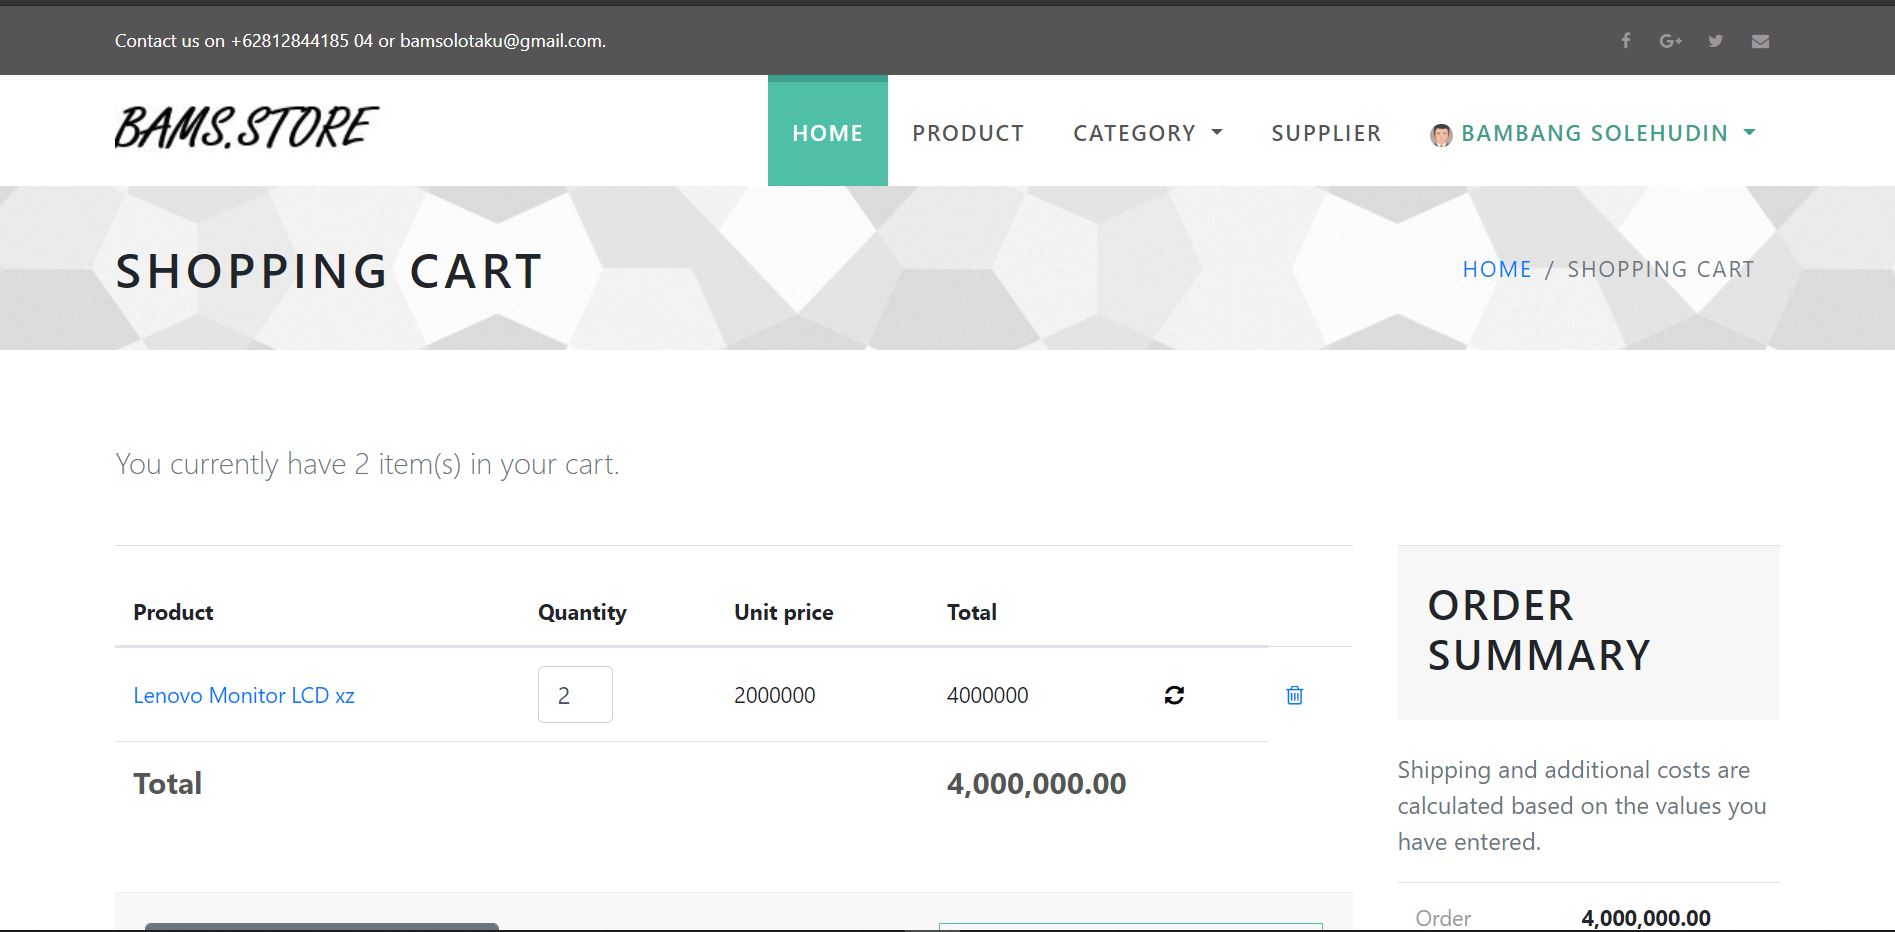 Contact us on +62812844185 04 or bamsolotaku@gmail.com.
BAMS.STORE
HOME PRODUCT CATEGORY SUPPLIER BAMBANG SOLEHUDIN
SHOPPING CART
HOME / SHOPPING CART
You currently have 2 item(s) in your cart.
Product Quantity Unit price Total
Lenovo Monitor LCD xz 2 2000000 4000000
Total 4,000,000.00
ORDER
SUMMARY
Shipping and additional costs are
calculated based on the values you
have entered.
Order 4,000,000.00